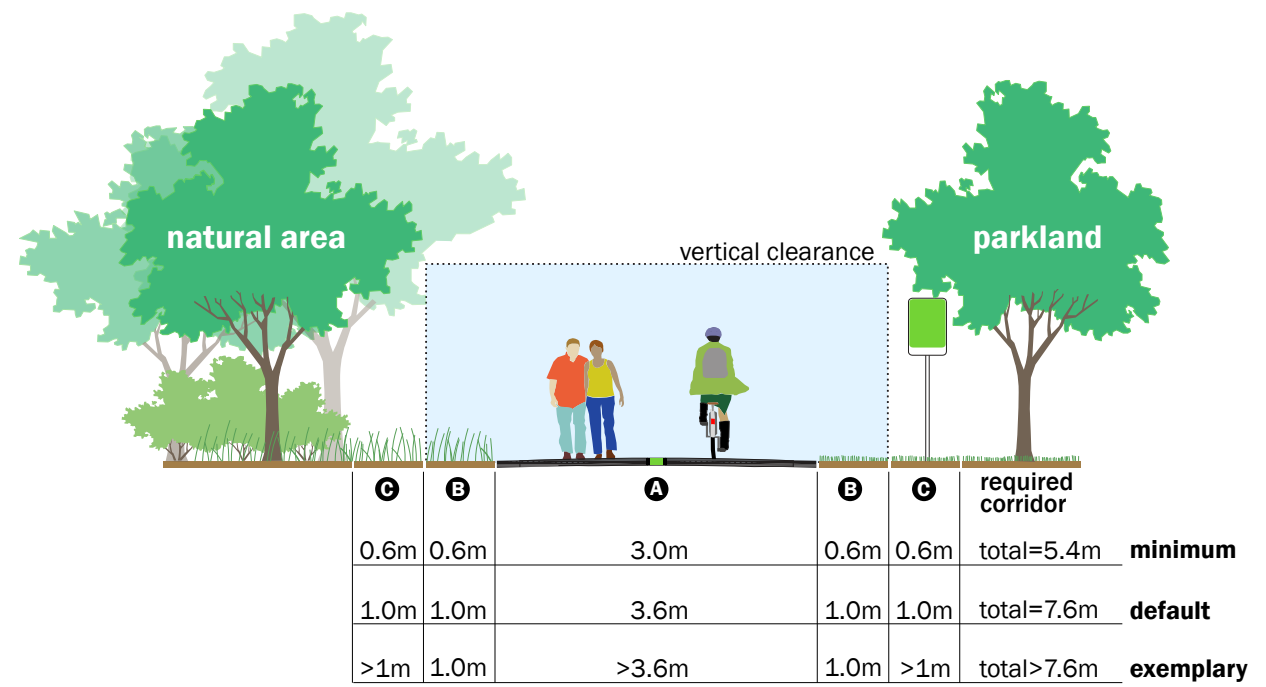 natural area
parkland
vertical clearance
C B A B C required
corridor
0.6m 0.6m 3.0m 0.6m 0.6m total=5.4m minimum
1.0m 1.0m 3.6m 1.0m 1.0m total=7.6m default
>1m 1.0m >3.6m 1.0m >1m total>7.6m exemplary